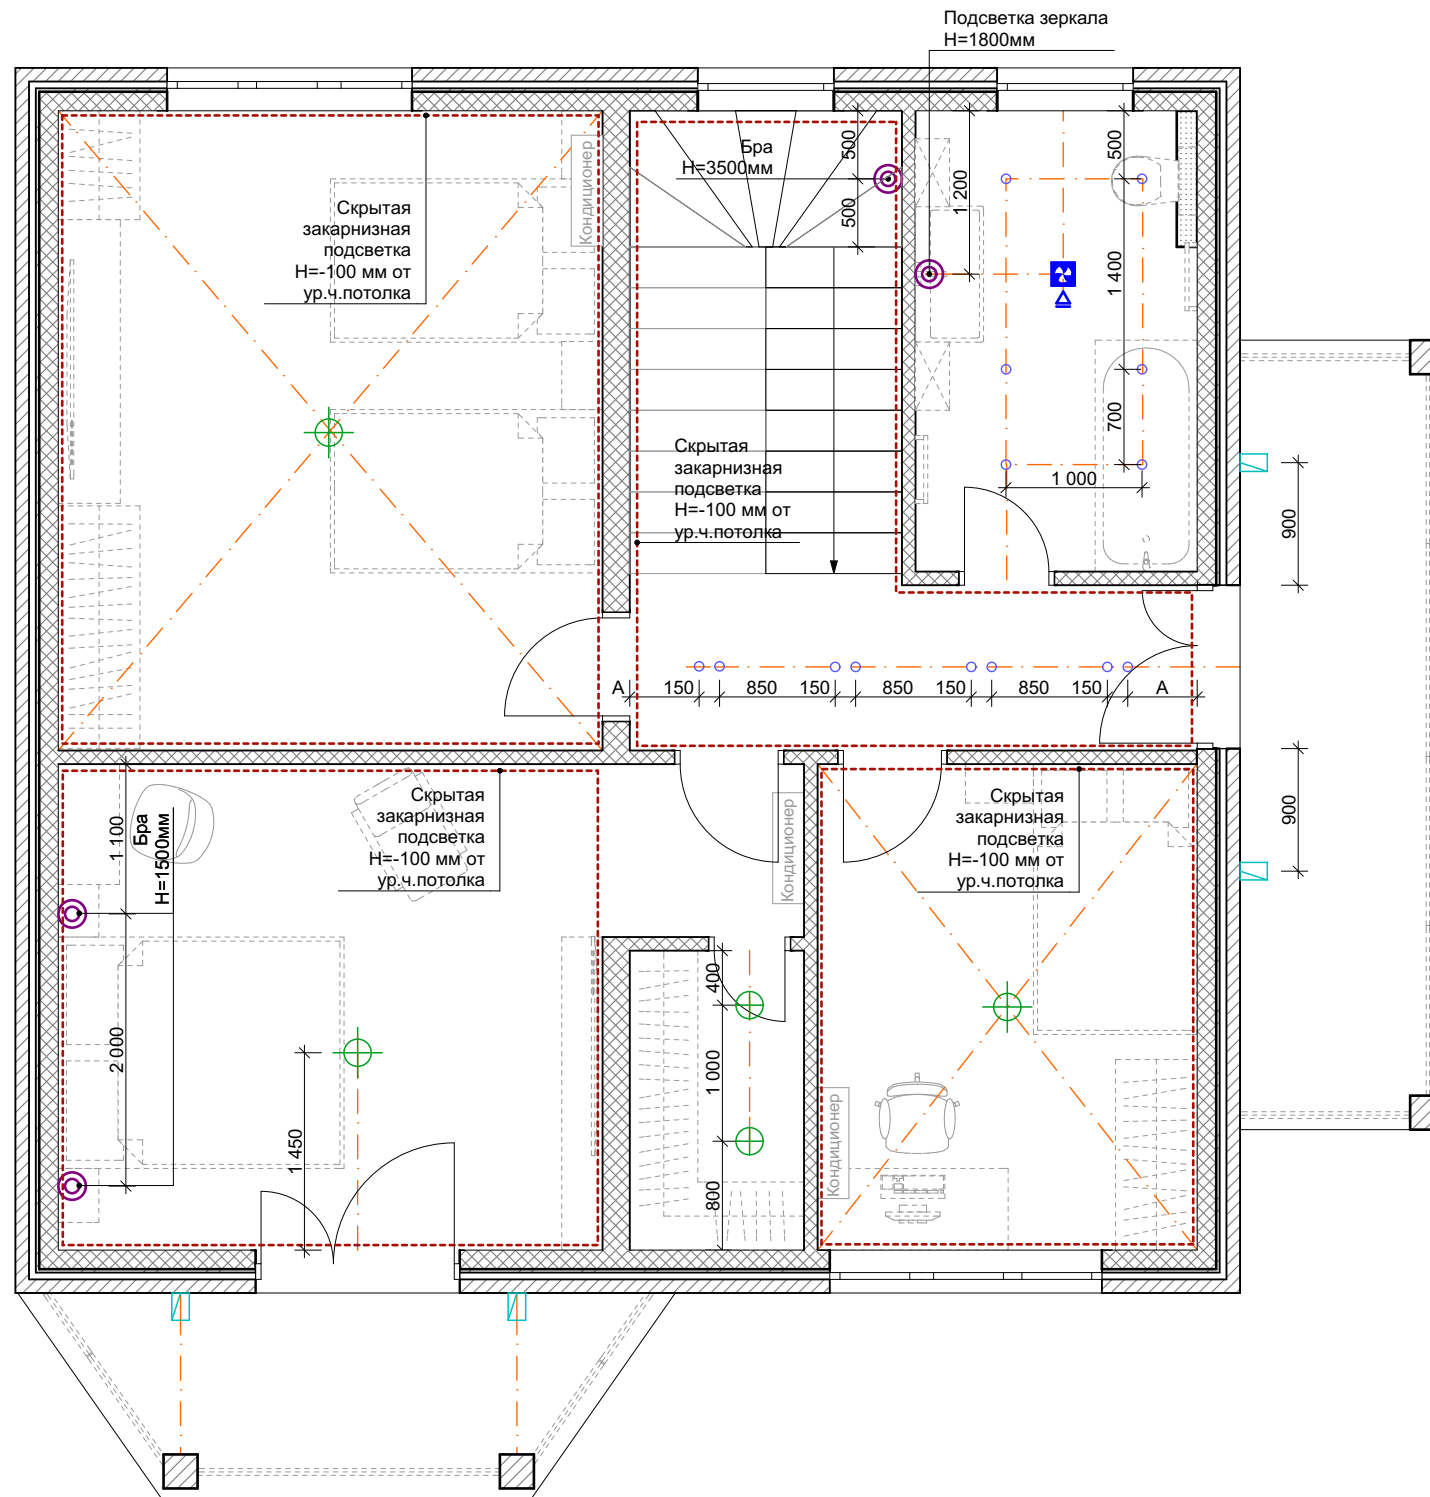 Подсветка зеркала
H=1800мм
Бра
H=3500мм
500
500
1 200
500
1 400
700
1 000
Кондиционер
Скрытая
закарнизная
подсветка
H=-100 мм от
ур.ч.потолка
Скрытая
закарнизная
подсветка
H=-100 мм от
ур.ч.потолка
900
A
150
850
150
850
150
850
150
A
900
Скрытая
закарнизная
подсветка
H=-100 мм от
ур.ч.потолка
Кондиционер
Скрытая
закарнизная
подсветка
H=-100 мм от
ур.ч.потолка
1 100
Бра
H=1500мм
2 000
1 450
400
1 000
800
Кондиционер